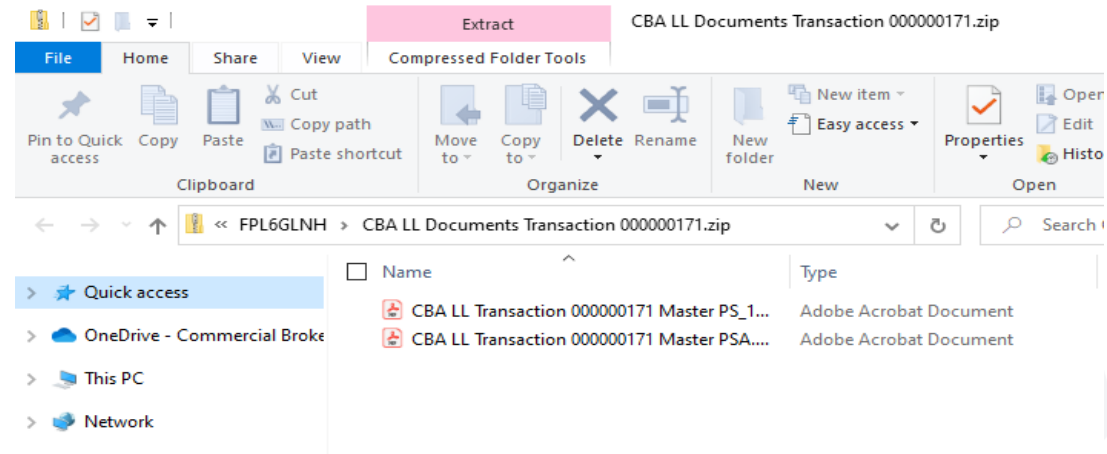 Extract
CBA LL Documents Transaction 000000171.zip
File
Home
Share
View
Compressed Folder Tools
Pin to Quick access
Copy
Paste
Cut
Copy path
Paste shortcut
Clipboard
Move to
Copy to
Delete
Rename
Organize
New folder
New item
Easy access
New
Properties
Open
Edit
Histo
Open
« FPL6GLNH > CBA LL Documents Transaction 000000171.zip
Search
Name
Type
Quick access
CBA LL Transaction 000000171 Master PS_1...
Adobe Acrobat Document
OneDrive - Commercial Broke
CBA LL Transaction 000000171 Master PSA....
Adobe Acrobat Document
This PC
Network